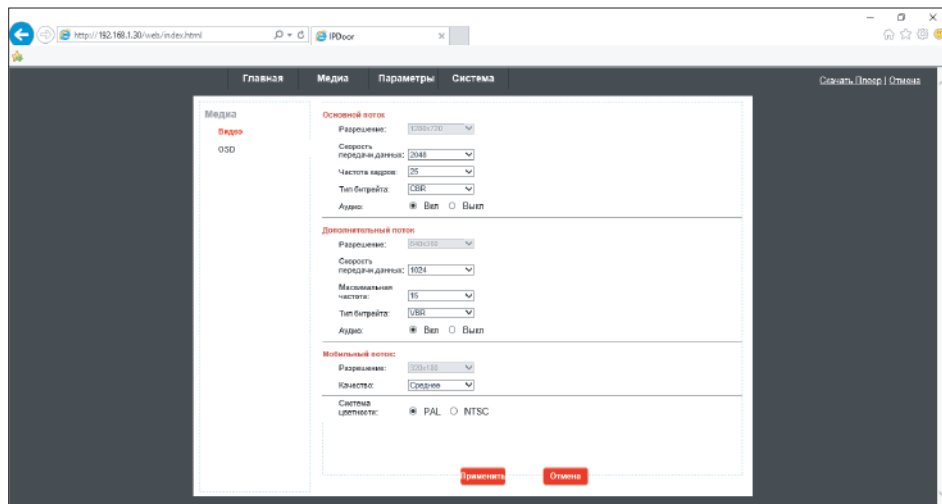 http://192.168.1.30/web/index.html
IPDoor
Главная Медиа Параметры Система
Скачать Плеер | Отмена
Медиа
Видео
OSD
Основной поток
Разрешение: 1280x720
Скорость
передачи данных: 2048
Частота кадров: 25
Тип битрейта: CBR
Аудио: Вкл Выкл
Дополнительный поток
Разрешение: 640x360
Скорость
передачи данных: 1024
Максимальная
частота: 15
Тип битрейта: VBR
Аудио: Вкл Выкл
Мобильный поток:
Разрешение: 320x180
Качество: Среднее
Система
цветности: PAL NTSC
Применить Отмена